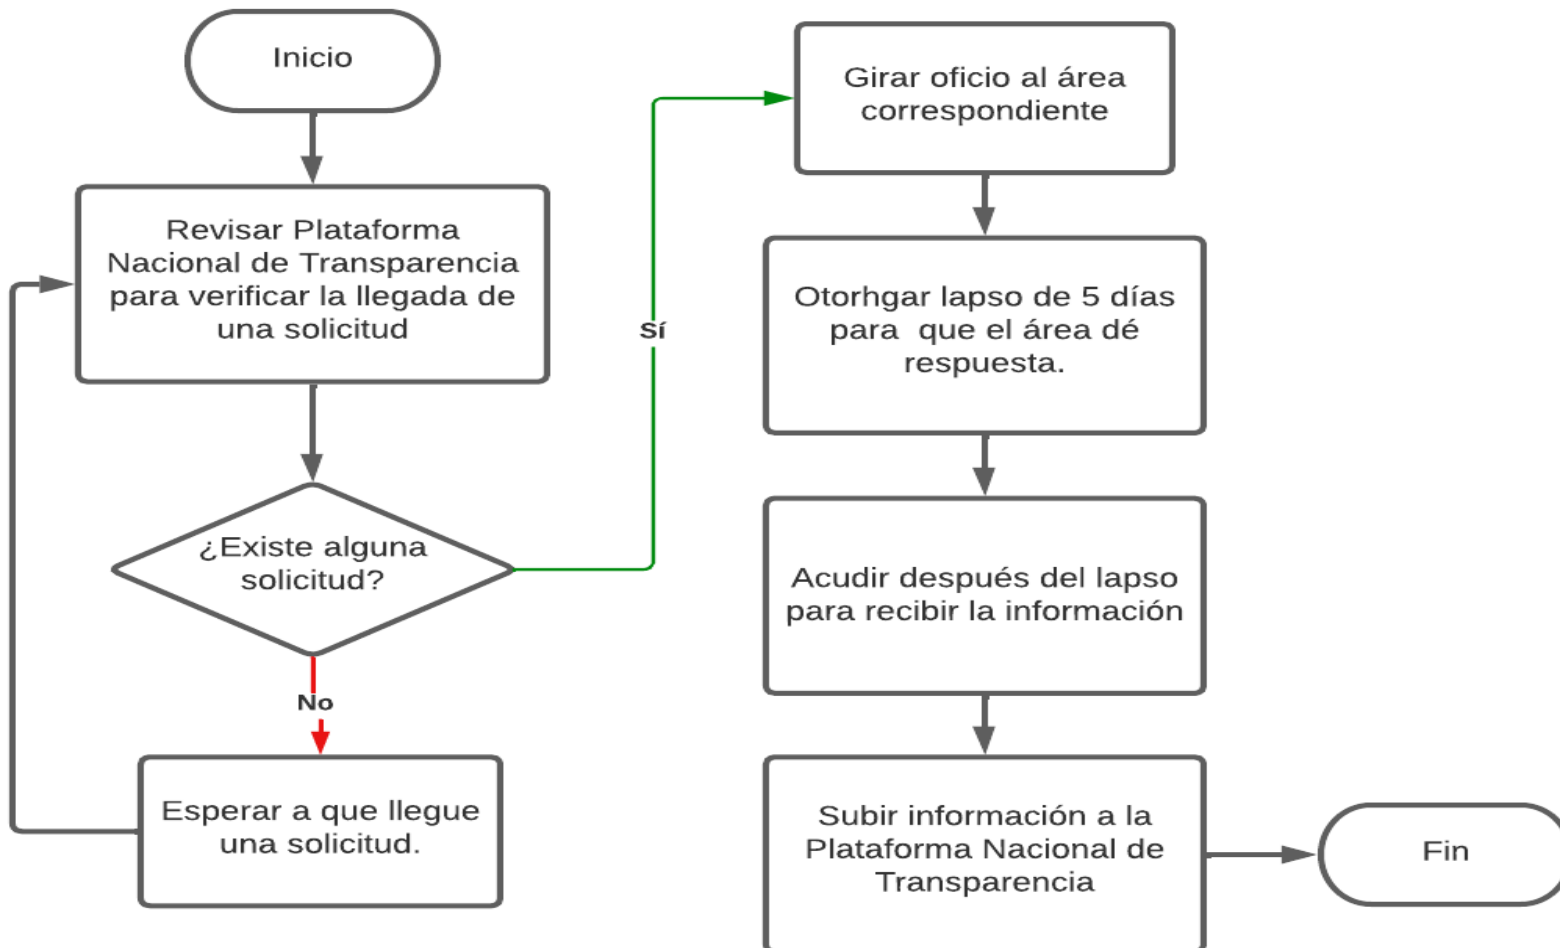 Inicio
Revisar Plataforma
Nacional de Transparencia
para verificar la llegada de
una solicitud
¿Existe alguna
solicitud?
No
Esperar a que llegue
una solicitud.
Sí
Girar oficio al área
correspondiente
Otorhgar lapso de 5 días
para  que el área dé
respuesta.
Acudir después del lapso
para recibir la información
Subir información a la
Plataforma Nacional de
Transparencia
Fin